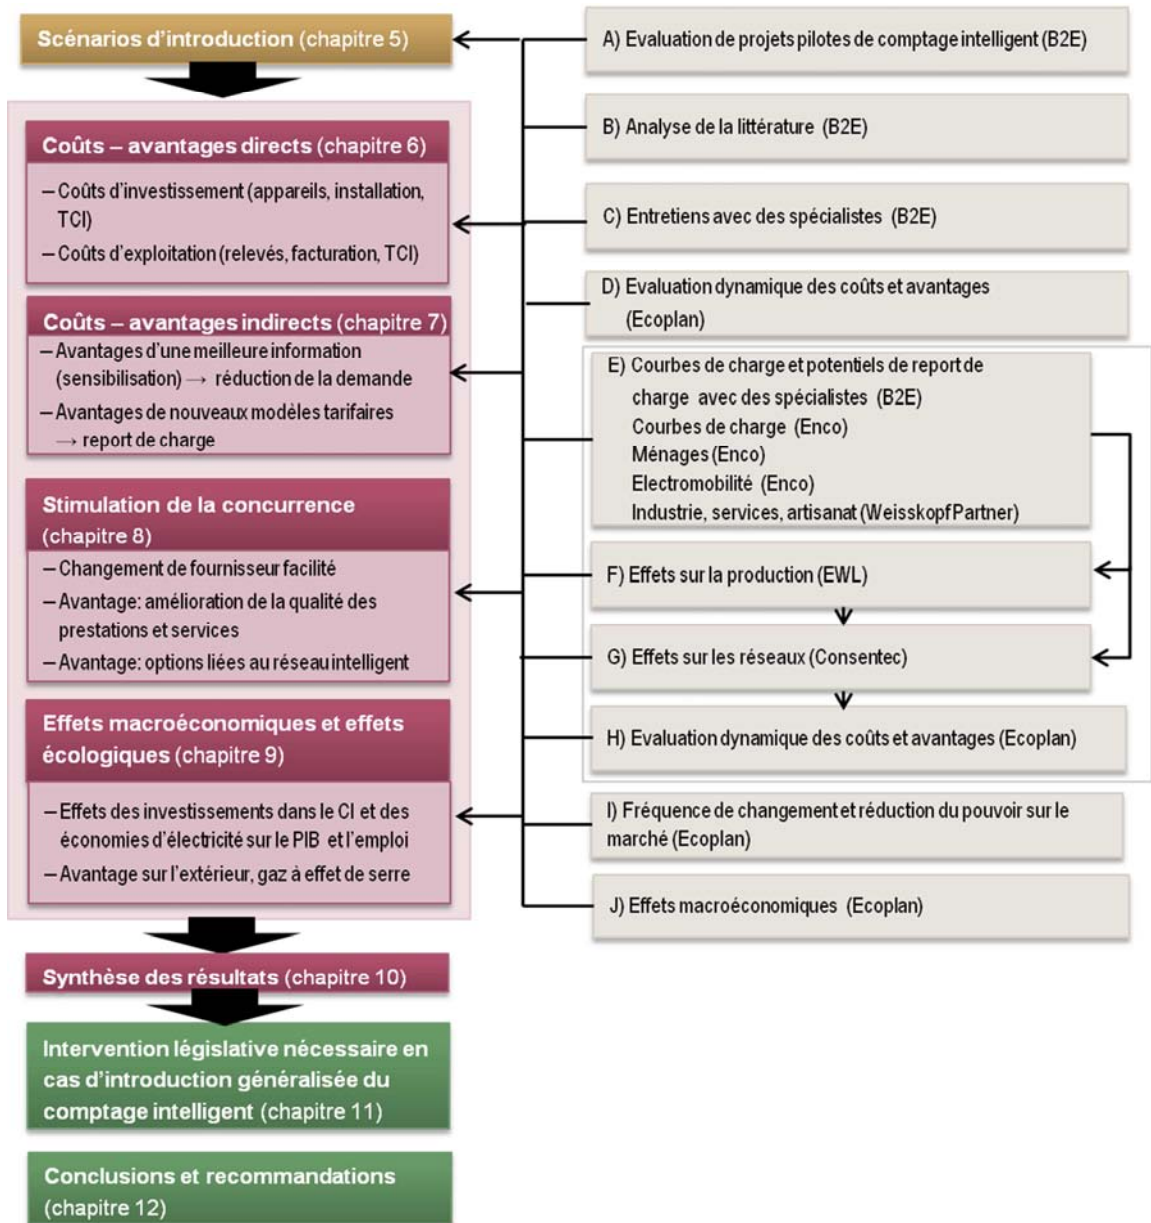 Scénarios d'introduction (chapitre 5)
Coûts – avantages directs (chapitre 6)
– Coûts d'investissement (appareils, installation,
TCI)
– Coûts d'exploitation (relevés, facturation, TCI)
Coûts – avantages indirects (chapitre 7)
– Avantages d'une meilleure information
(sensibilisation) → réduction de la demande
– Avantages de nouveaux modèles tarifaires
→ report de charge
Stimulation de la concurrence
(chapitre 8)
– Changement de fournisseur facilité
– Avantage: amélioration de la qualité des
prestations et services
– Avantage: options liées au réseau intelligent
Effets macroéconomiques et effets
écologiques (chapitre 9)
– Effets des investissements dans le CI et des
économies d'électricité sur le PIB et l'emploi
– Avantage sur l'extérieur, gaz à effet de serre
Synthèse des résultats (chapitre 10)
Intervention législative nécessaire en
cas d'introduction généralisée du
comptage intelligent (chapitre 11)
Conclusions et recommandations
(chapitre 12)
A) Evaluation de projets pilotes de comptage intelligent (B2E)
B) Analyse de la littérature (B2E)
C) Entretiens avec des spécialistes (B2E)
D) Evaluation dynamique des coûts et avantages
(Ecoplan)
E) Courbes de charge et potentiels de report de
charge avec des spécialistes (B2E)
Courbes de charge (Enco)
Ménages (Enco)
Electromobilité (Enco)
Industrie, services, artisanat (Weisskopf Partner)
F) Effets sur la production (EWL)
G) Effets sur les réseaux (Consentec)
H) Evaluation dynamique des coûts et avantages (Ecoplan)
I) Fréquence de changement et réduction du pouvoir sur le
marché (Ecoplan)
J) Effets macroéconomiques (Ecoplan)